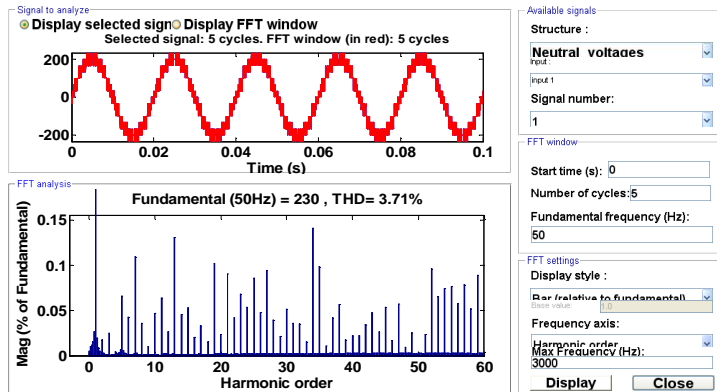 Signal to analyze
Display selected sign Display FFT window
Selected signal: 5 cycles. FFT window (in red): 5 cycles
200
0
-200
0 0.02 0.04 0.06 0.08 0.1
Time (s)
FFT analysis
Fundamental (50Hz) = 230 , THD= 3.71%
Mag (% of Fundamental)
0.15
0.1
0.05
0
0 10 20 30 40 50 60
Harmonic order
Available signals
Structure :
Neutral voltages
Input :
input 1
Signal number:
1
FFT window
Start time (s): 0
Number of cycles: 5
Fundamental frequency (Hz):
50
FFT settings
Display style :
Bar (relative to fundamental)
Base value: 1.0
Frequency axis:
Harmonic order
Max Frequency (Hz):
3000
Display Close